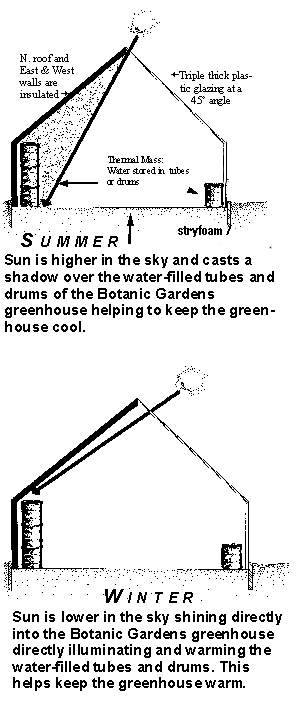 N. roof and
East & West
walls are
insulated
Triple thick plas-
tic glazing at a
45° angle
Thermal Mass:
Water stored in tubes
or drums
stryfoam
SUMMER
Sun is higher in the sky and casts a
shadow over the water-filled tubes and
drums of the Botanic Gardens
greenhouse helping to keep the green-
house cool.
WINTER
Sun is lower in the sky shining directly
into the Botanic Gardens greenhouse
directly illuminating and warming the
water-filled tubes and drums. This
helps keep the greenhouse warm.